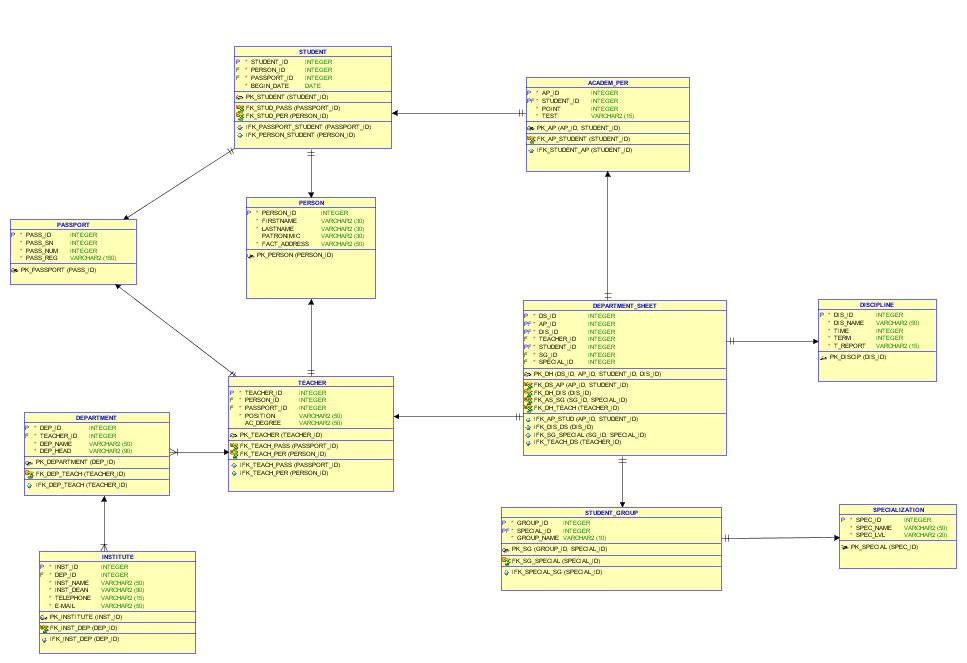 STUDENT
P * STUDENT_ID INTEGER
F * PERSON_ID INTEGER
F * PASSPORT_ID INTEGER
* BEGIN_DATE DATE
PK_STUDENT (STUDENT_ID)
FK_STUD_PASS (PASSPORT_ID)
FK_STUD_PER (PERSON_ID)
IFK_PASSPORT_STUDENT (PASSPORT_ID)
IFK_PERSON_STUDENT (PERSON_ID)
ACADEM_PER
P * AP_ID INTEGER
PF * STUDENT_ID INTEGER
* POINT INTEGER
* TEST VARCHAR2 (15)
PK_AP (AP_ID, STUDENT_ID)
FK_AP_STUDENT (STUDENT_ID)
IFK_STUDENT_AP (STUDENT_ID)
PASSPORT
P * PASS_ID INTEGER
* PASS_SN INTEGER
* PASS_NUM INTEGER
* PASS_REG VARCHAR2 (150)
PK_PASSPORT (PASS_ID)
PERSON
P * PERSON_ID INTEGER
* FIRSTNAME VARCHAR2 (30)
* LASTNAME VARCHAR2 (30)
PATRONIMIC VARCHAR2 (30)
* FACT_ADDRESS VARCHAR2 (50)
PK_PERSON (PERSON_ID)
DEPARTMENT_SHEET
P * DS_ID INTEGER
PF * AP_ID INTEGER
PF * DIS_ID INTEGER
F * TEACHER_ID INTEGER
PF * STUDENT_ID INTEGER
F * SG_ID INTEGER
F * SPECIAL_ID INTEGER
PK_DH (DS_ID, AP_ID, STUDENT_ID, DIS_ID)
FK_DS_AP (AP_ID, STUDENT_ID)
FK_DH_DIS (DIS_ID)
FK_AS_SG (SG_ID, SPECIAL_ID)
FK_DH_TEACH (TEACHER_ID)
IFK_AP_STUD (AP_ID, STUDENT_ID)
IFK_DIS_DS (DIS_ID)
IFK_SG_SPECIAL (SG_ID, SPECIAL_ID)
IFK_TEACH_DS (TEACHER_ID)
DISCIPLINE
P * DIS_ID INTEGER
* DIS_NAME VARCHAR2 (50)
* TIME INTEGER
* TERM INTEGER
* T_REPORT VARCHAR2 (15)
PK_DISCIP (DIS_ID)
TEACHER
P * TEACHER_ID INTEGER
F * PERSON_ID INTEGER
F * PASSPORT_ID INTEGER
* POSITION VARCHAR2 (50)
AC_DEGREE VARCHAR2 (50)
PK_TEACHER (TEACHER_ID)
FK_TEACH_PASS (PASSPORT_ID)
FK_TEACH_PER (PERSON_ID)
IFK_TEACH_PASS (PASSPORT_ID)
IFK_TEACH_PER (PERSON_ID)
DEPARTMENT
P * DEP_ID INTEGER
F * TEACHER_ID INTEGER
* DEP_NAME VARCHAR2 (50)
* DEP_HEAD VARCHAR2 (90)
PK_DEPARTMENT (DEP_ID)
FK_DEP_TEACH (TEACHER_ID)
IFK_DEP_TEACH (TEACHER_ID)
STUDENT_GROUP
P * GROUP_ID INTEGER
PF * SPECIAL_ID INTEGER
* GROUP_NAME VARCHAR2 (10)
PK_SG (GROUP_ID, SPECIAL_ID)
FK_SG_SPECIAL (SPECIAL_ID)
IFK_SPECIAL_SG (SPECIAL_ID)
SPECIALIZATION
P * SPEC_ID INTEGER
* SPEC_NAME VARCHAR2 (50)
* SPEC_LVL VARCHAR2 (20)
PK_SPECIAL (SPEC_ID)
INSTITUTE
P * INST_ID INTEGER
F * DEP_ID INTEGER
* INST_NAME VARCHAR2 (50)
* INST_DEAN VARCHAR2 (90)
* TELEPHONE VARCHAR2 (15)
* E-MAIL VARCHAR2 (50)
PK_INSTITUTE (INST_ID)
FK_INST_DEP (DEP_ID)
IFK_INST_DEP (DEP_ID)